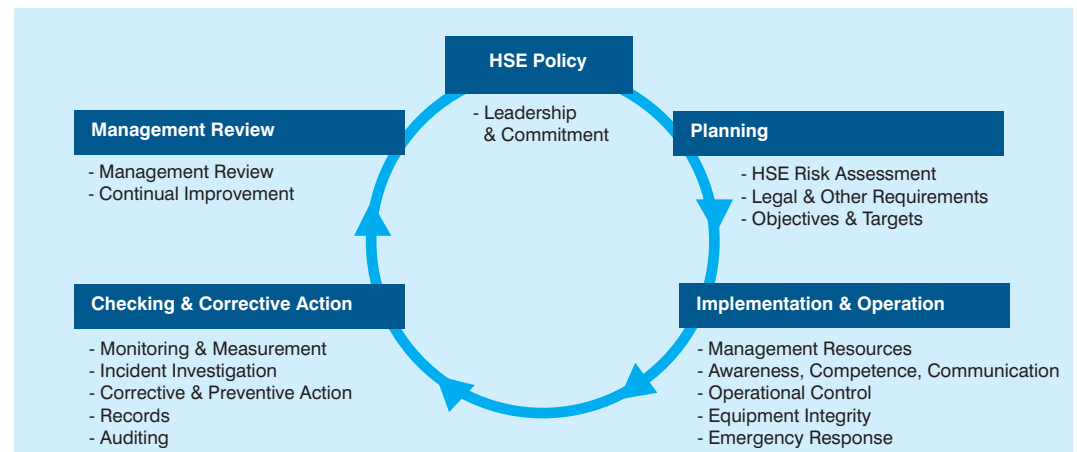 HSE Policy
- Leadership
& Commitment
Planning
- HSE Risk Assessment
- Legal & Other Requirements
- Objectives & Targets
Implementation & Operation
- Management Resources
- Awareness, Competence, Communication
- Operational Control
- Equipment Integrity
- Emergency Response
Checking & Corrective Action
- Monitoring & Measurement
- Incident Investigation
- Corrective & Preventive Action
- Records
- Auditing
Management Review
- Management Review
- Continual Improvement